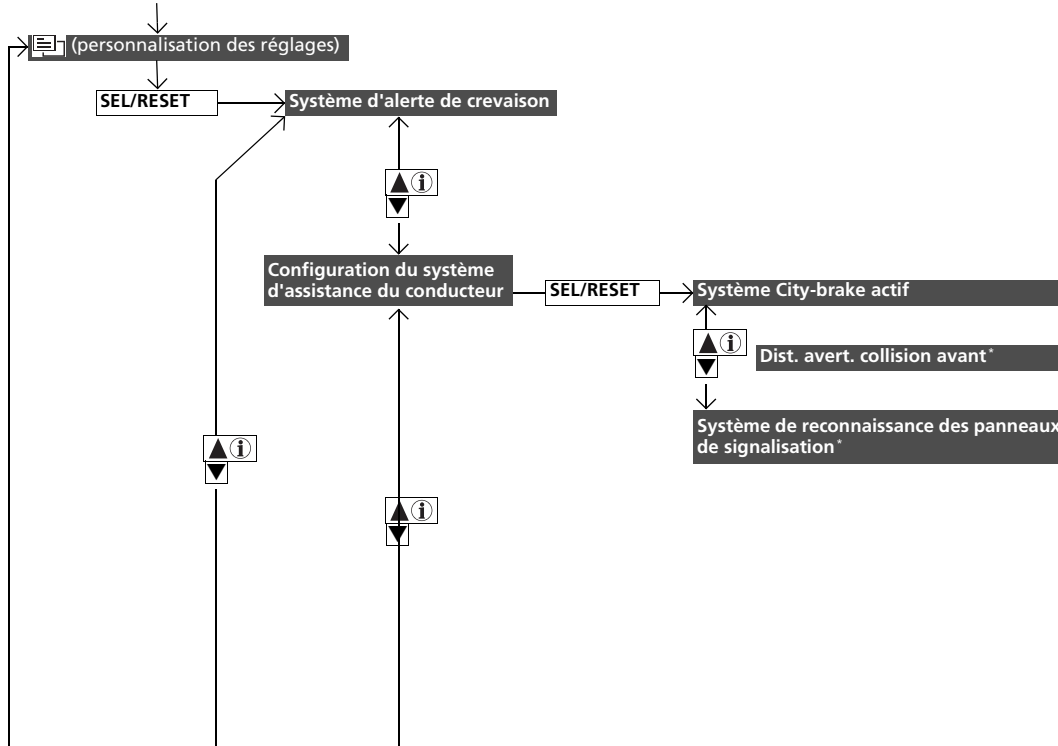 (personnalisation des réglages)
SEL/RESET
Système d'alerte de crevaison
i
Configuration du système
d'assistance du conducteur
SEL/RESET
Système City-brake actif
i
Dist. avert. collision avant*
Système de reconnaissance des panneaux
de signalisation*
i
i